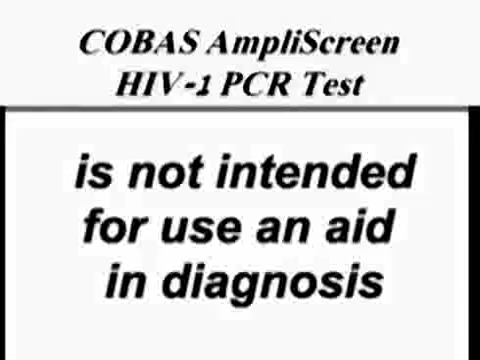 COBAS AmpliScreen
HIV-1 PCR Test
is not intended
for use an aid
in diagnosis